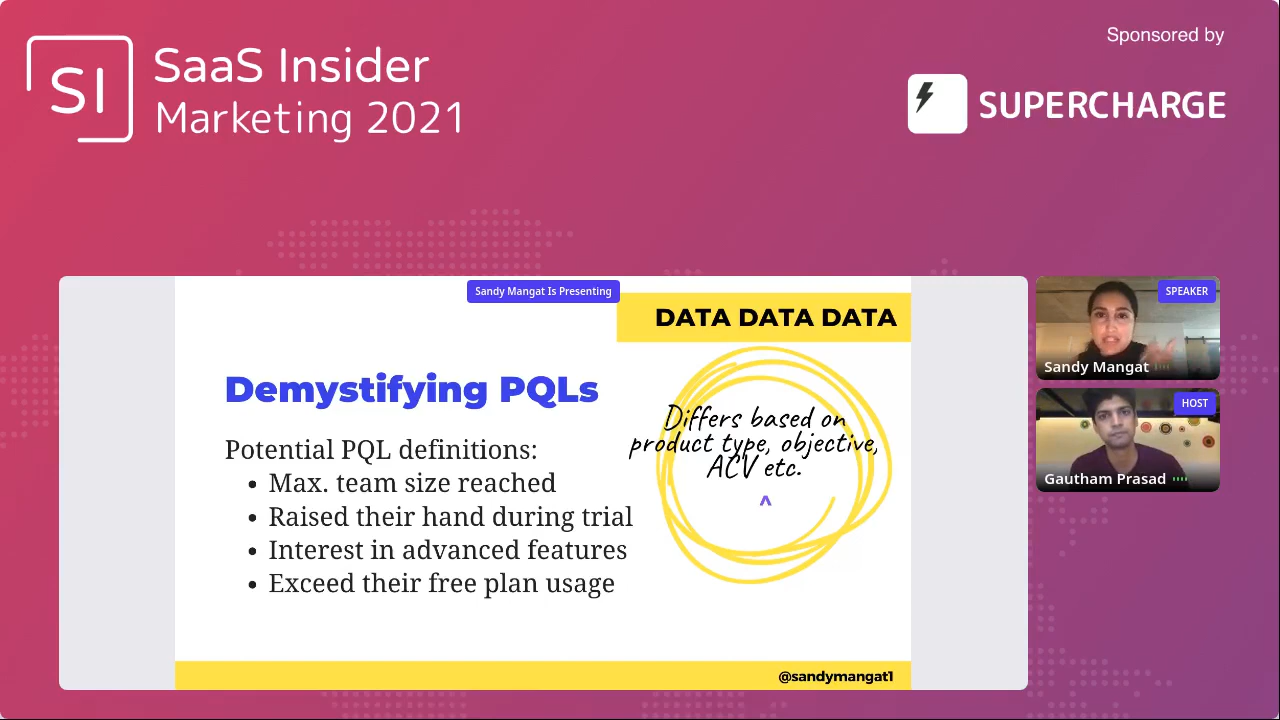 SI
SaaS Insider
Marketing 2021
Sponsored by
SUPERCHARGE
Sandy Mangat Is Presenting
DATA DATA DATA
Demystifying PQLs
Potential PQL definitions:
• Max. team size reached
• Raised their hand during trial
• Interest in advanced features
• Exceed their free plan usage
Differs based on
product type, objective,
ACV etc.
^
@sandymangat1
SPEAKER
Sandy Mangat
HOST
Gautham Prasad